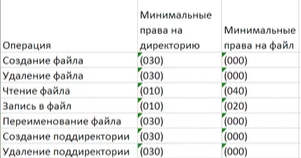 Операция Минимальные права на директорию Минимальные права на файл
Создание файла (030) (000)
Удаление файла (030) (000)
Чтение файла (010) (040)
Запись в файл (010) (020)
Переименование файла (030) (000)
Создание поддиректории (030) (000)
Удаление поддиректории (030) (000)